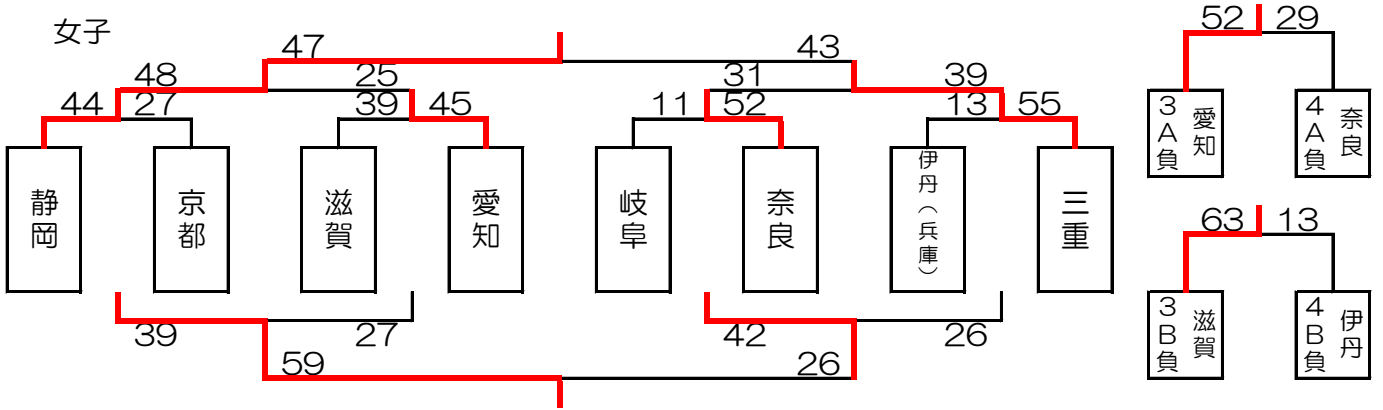 女子
52 29
47 43
48 25 31 39
44 27 39 45 11 52 13 55
3A負 愛知
4A負 奈良
静岡
京都
滋賀
愛知
岐阜
奈良
伊丹(兵庫)
三重
63 13
39 27 42 26
59 26
3B負 滋賀
4B負 伊丹